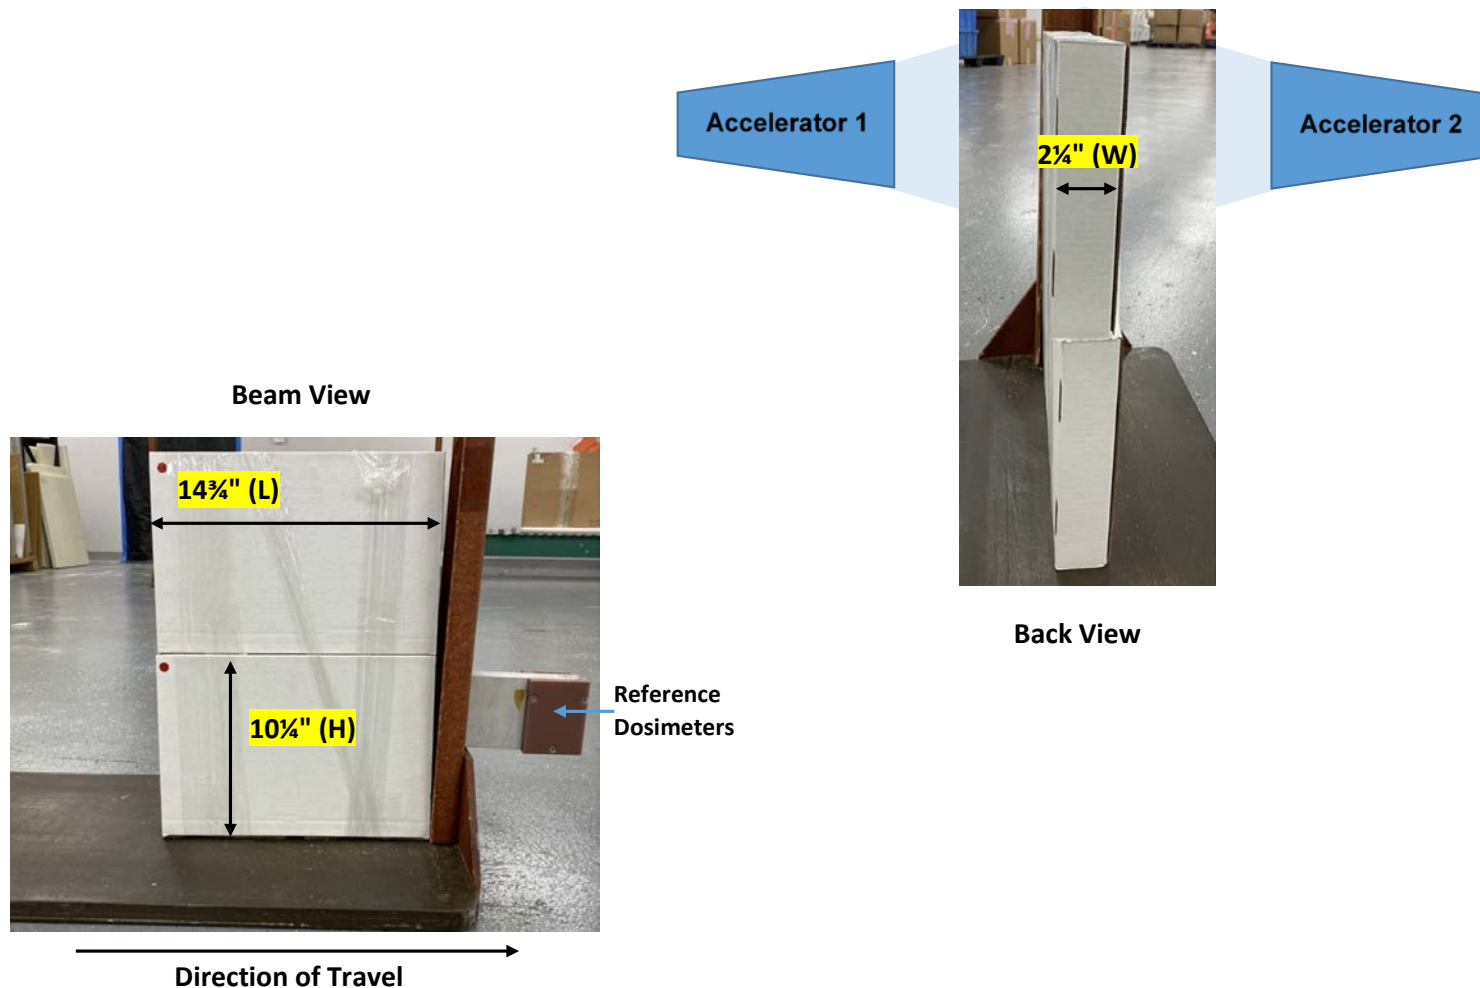 Accelerator 1
Accelerator 2
2¼" (W)
Beam View
14¾" (L)
Back View
Reference
Dosimeters
10¼" (H)
Direction of Travel